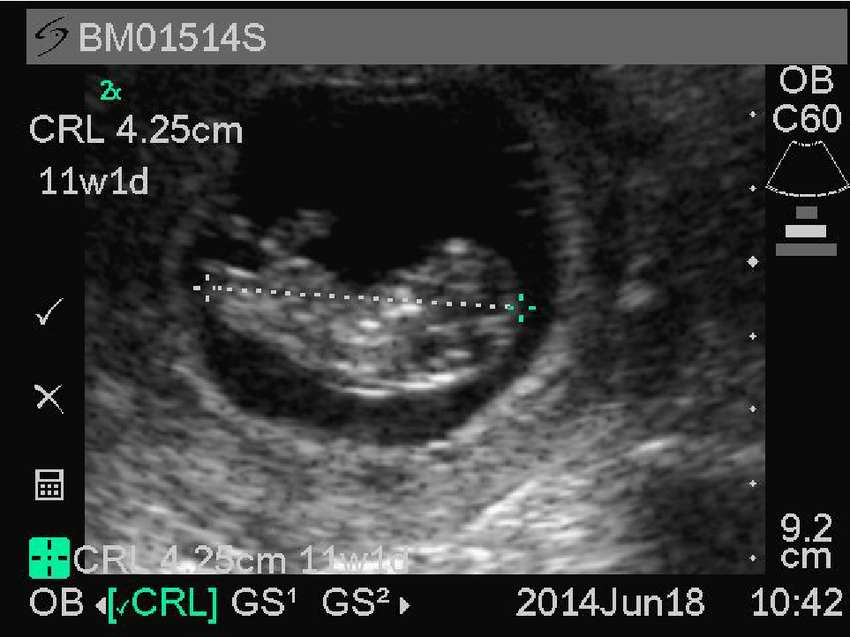 BM01514S
2x
OB
C60
CRL 4.25cm
11w1d
9.2
cm
CRL 4.25cm 11w1d
OB [✓CRL] GS¹ GS² 2014Jun18 10:42